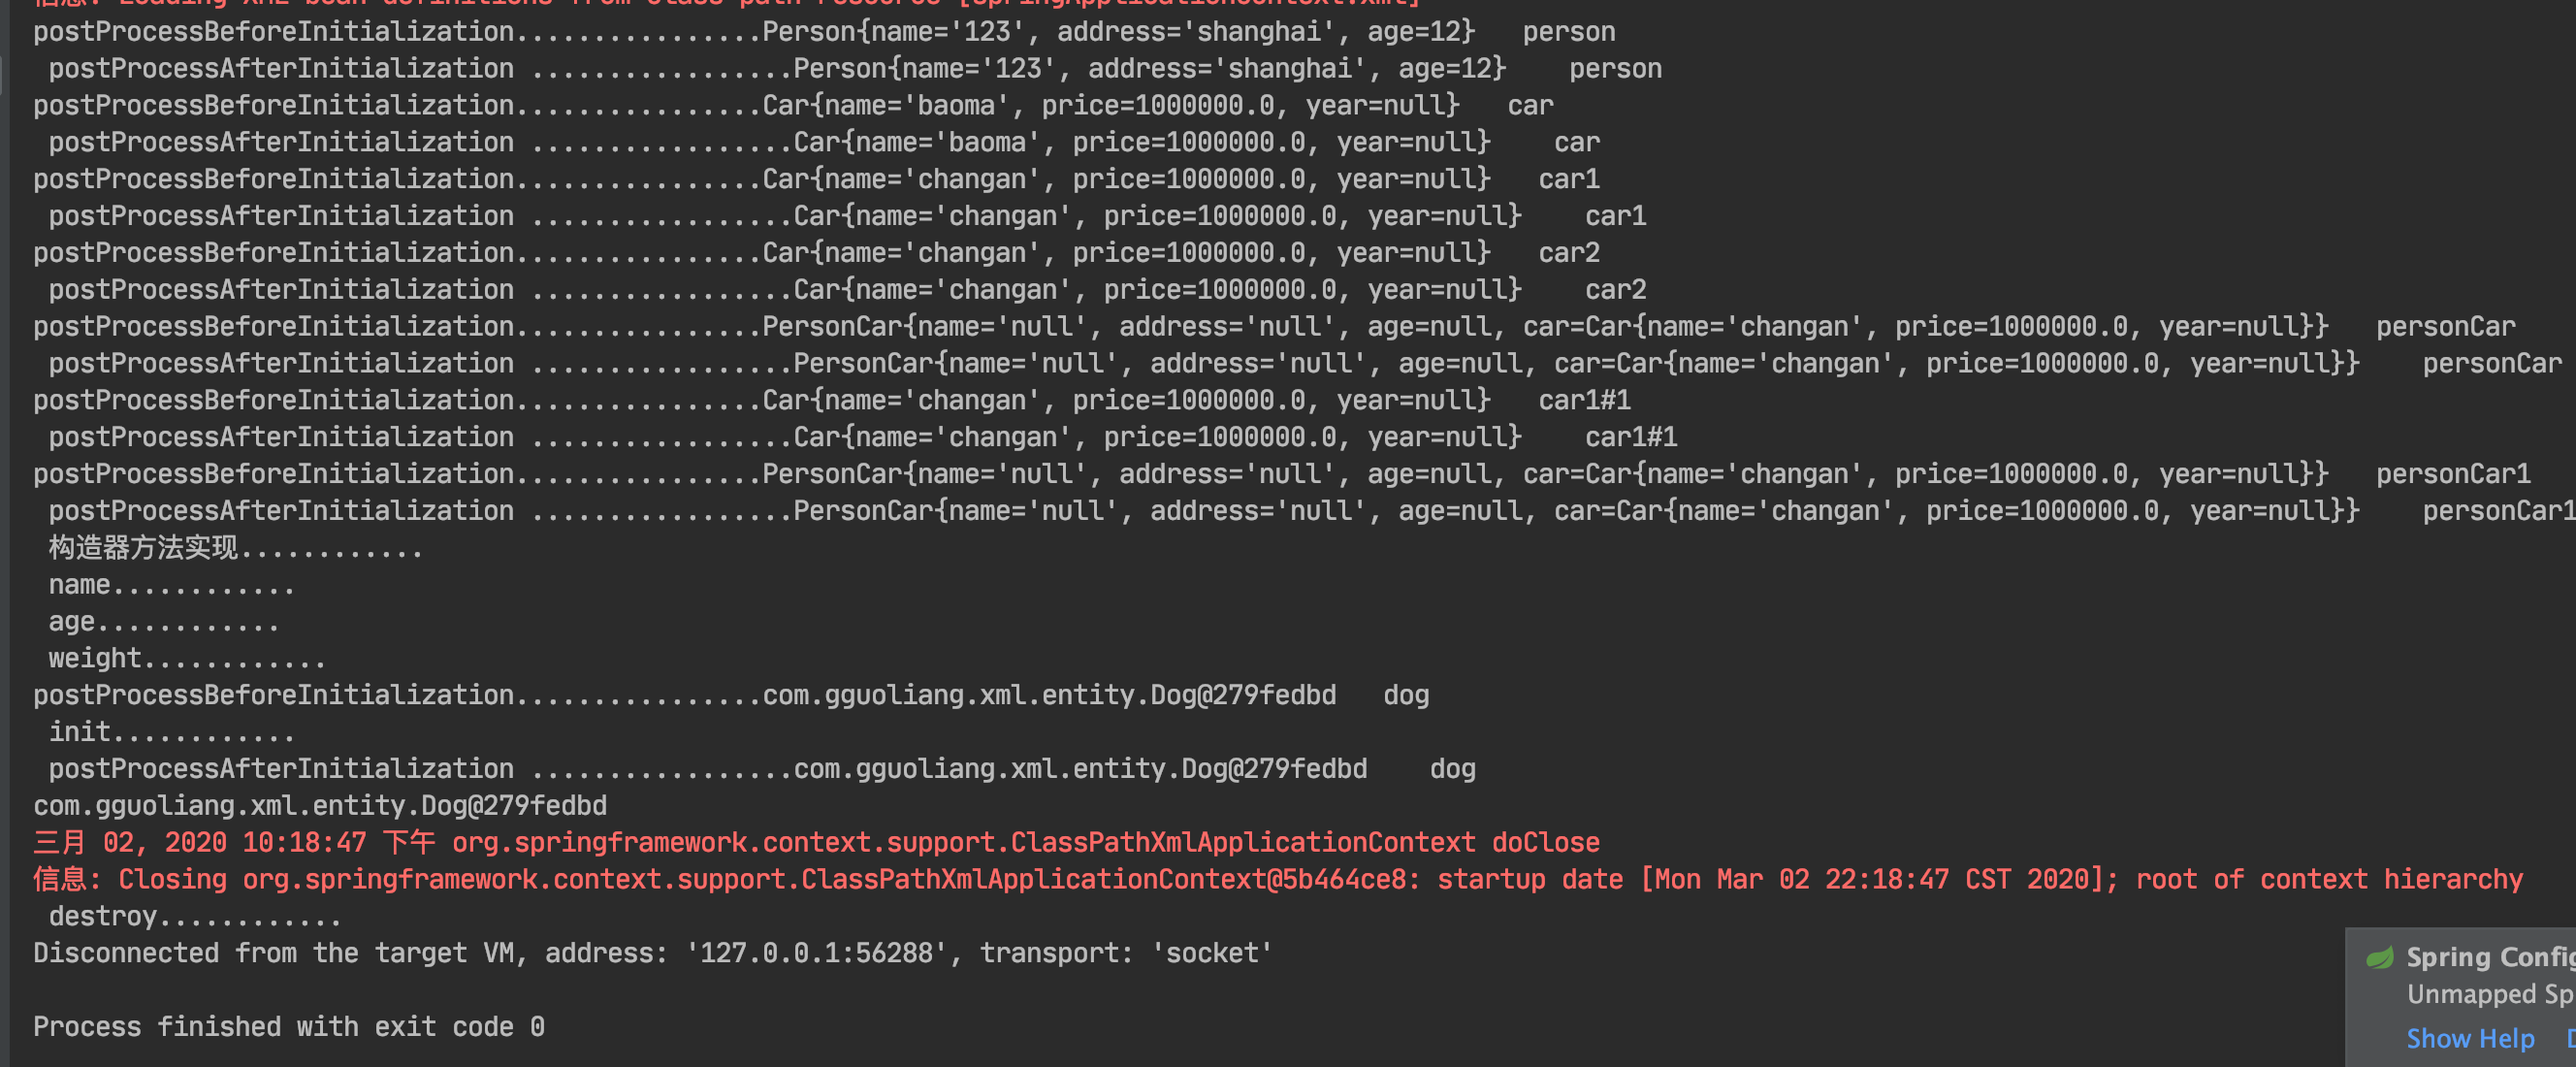 信息: Loading XML bean definitions from class path resource [springApplicationContext.xml]
postProcessBeforeInitialization................Person{name='123', address='shanghai', age=12}   person
 postProcessAfterInitialization .................Person{name='123', address='shanghai', age=12}    person
postProcessBeforeInitialization................Car{name='baoma', price=1000000.0, year=null}   car
 postProcessAfterInitialization .................Car{name='baoma', price=1000000.0, year=null}    car
postProcessBeforeInitialization................Car{name='changan', price=1000000.0, year=null}   car1
 postProcessAfterInitialization .................Car{name='changan', price=1000000.0, year=null}    car1
postProcessBeforeInitialization................Car{name='changan', price=1000000.0, year=null}   car2
 postProcessAfterInitialization .................Car{name='changan', price=1000000.0, year=null}    car2
postProcessBeforeInitialization................PersonCar{name='null', address='null', age=null, car=Car{name='changan', price=1000000.0, year=null}}   personCar
 postProcessAfterInitialization .................PersonCar{name='null', address='null', age=null, car=Car{name='changan', price=1000000.0, year=null}}    personCar
postProcessBeforeInitialization................Car{name='changan', price=1000000.0, year=null}   car1#1
 postProcessAfterInitialization .................Car{name='changan', price=1000000.0, year=null}    car1#1
postProcessBeforeInitialization................PersonCar{name='null', address='null', age=null, car=Car{name='changan', price=1000000.0, year=null}}   personCar1
 postProcessAfterInitialization .................PersonCar{name='null', address='null', age=null, car=Car{name='changan', price=1000000.0, year=null}}    personCar1
 构造器方法实现............
 name............
 age............
 weight............
postProcessBeforeInitialization................com.gguoliang.xml.entity.Dog@279fedbd   dog
 init............
 postProcessAfterInitialization .................com.gguoliang.xml.entity.Dog@279fedbd    dog
com.gguoliang.xml.entity.Dog@279fedbd
三月 02, 2020 10:18:47 下午 org.springframework.context.support.ClassPathXmlApplicationContext doClose
信息: Closing org.springframework.context.support.ClassPathXmlApplicationContext@5b464ce8: startup date [Mon Mar 02 22:18:47 CST 2020]; root of context hierarchy
 destroy............
Disconnected from the target VM, address: '127.0.0.1:56288', transport: 'socket'
Process finished with exit code 0
Spring Config
Unmapped Sp
Show Help